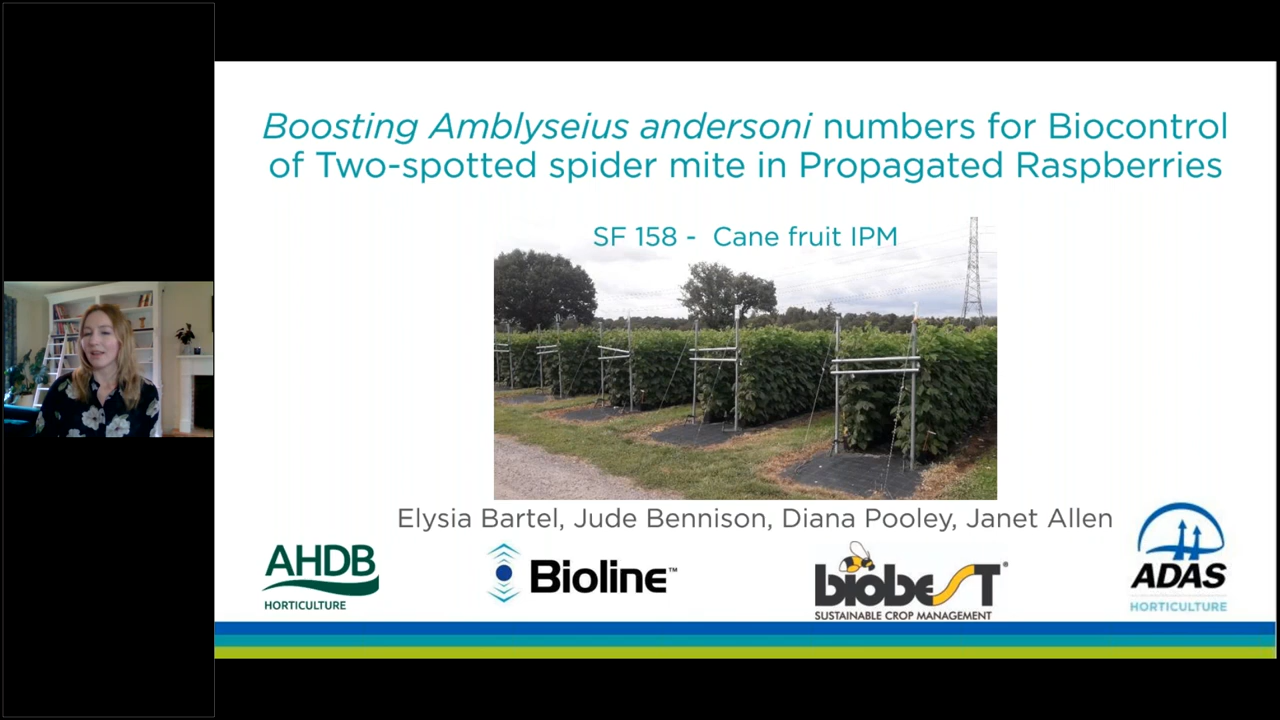 Boosting Amblyseius andersoni numbers for Biocontrol
of Two-spotted spider mite in Propagated Raspberries
SF 158 - Cane fruit IPM
Elysia Bartel, Jude Bennison, Diana Pooley, Janet Allen
AHDB
HORTICULTURE
Bioline™
biobesT®
SUSTAINABLE CROP MANAGEMENT
ADAS
HORTICULTURE